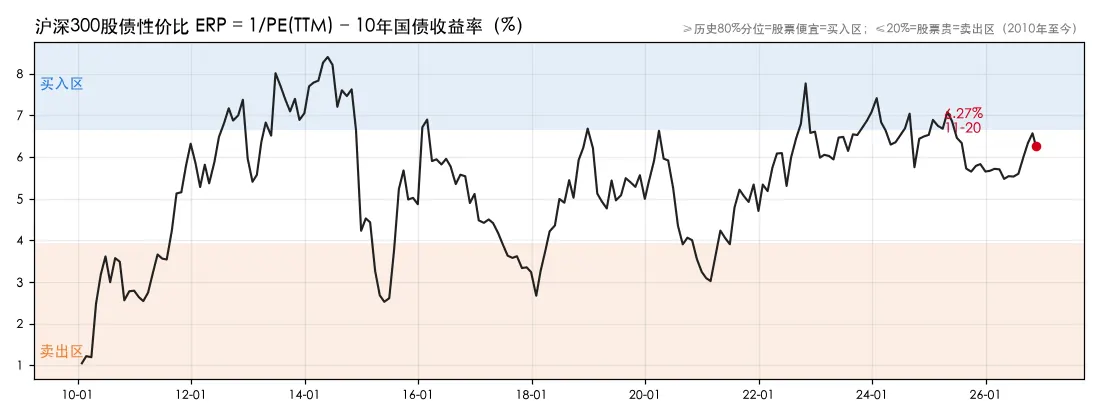 沪深300股债性价比 ERP = 1/PE(TTM) − 10年国债收益率（%）
≥历史80%分位=股票便宜=买入区；≤20%=股票贵=卖出区（2010年至今）
买入区
卖出区
6.27%
11-20
8
7
6
5
4
3
2
1
10-01 12-01 14-01 16-01 18-01 20-01 22-01 24-01 26-01